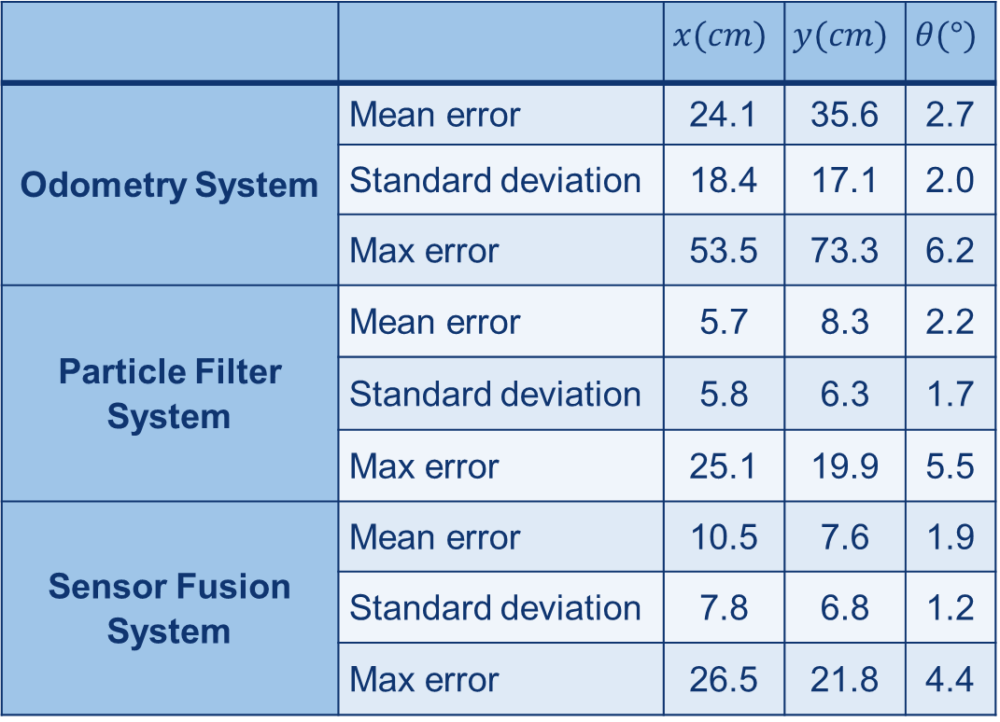 x(cm) y(cm) θ(°)
Odometry System
Mean error 24.1 35.6 2.7
Standard deviation 18.4 17.1 2.0
Max error 53.5 73.3 6.2
Particle Filter
System
Mean error 5.7 8.3 2.2
Standard deviation 5.8 6.3 1.7
Max error 25.1 19.9 5.5
Sensor Fusion
System
Mean error 10.5 7.6 1.9
Standard deviation 7.8 6.8 1.2
Max error 26.5 21.8 4.4